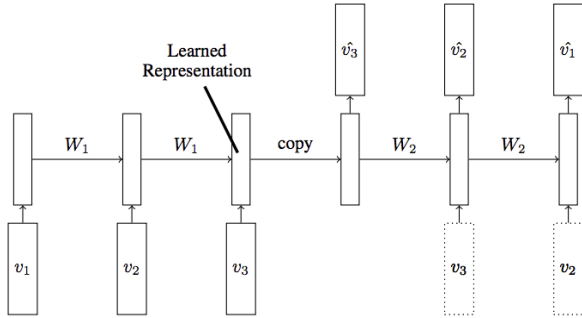 Learned
Representation
v̂₃
v̂₂
v̂₁
W₁
W₁
copy
W₂
W₂
v₁
v₂
v₃
v₃
v₂